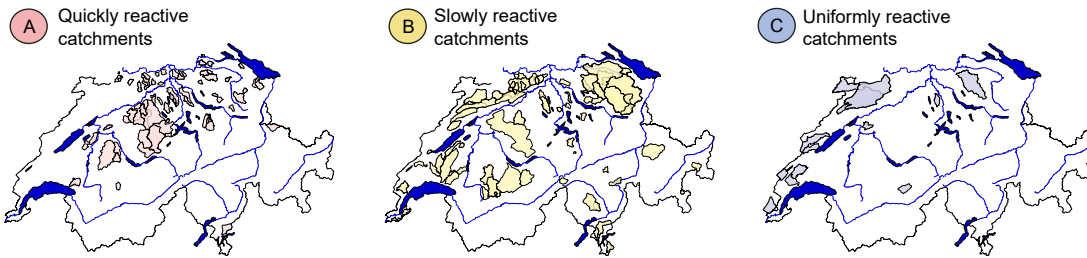 A
Quickly reactive
catchments
B
Slowly reactive
catchments
C
Uniformly reactive
catchments